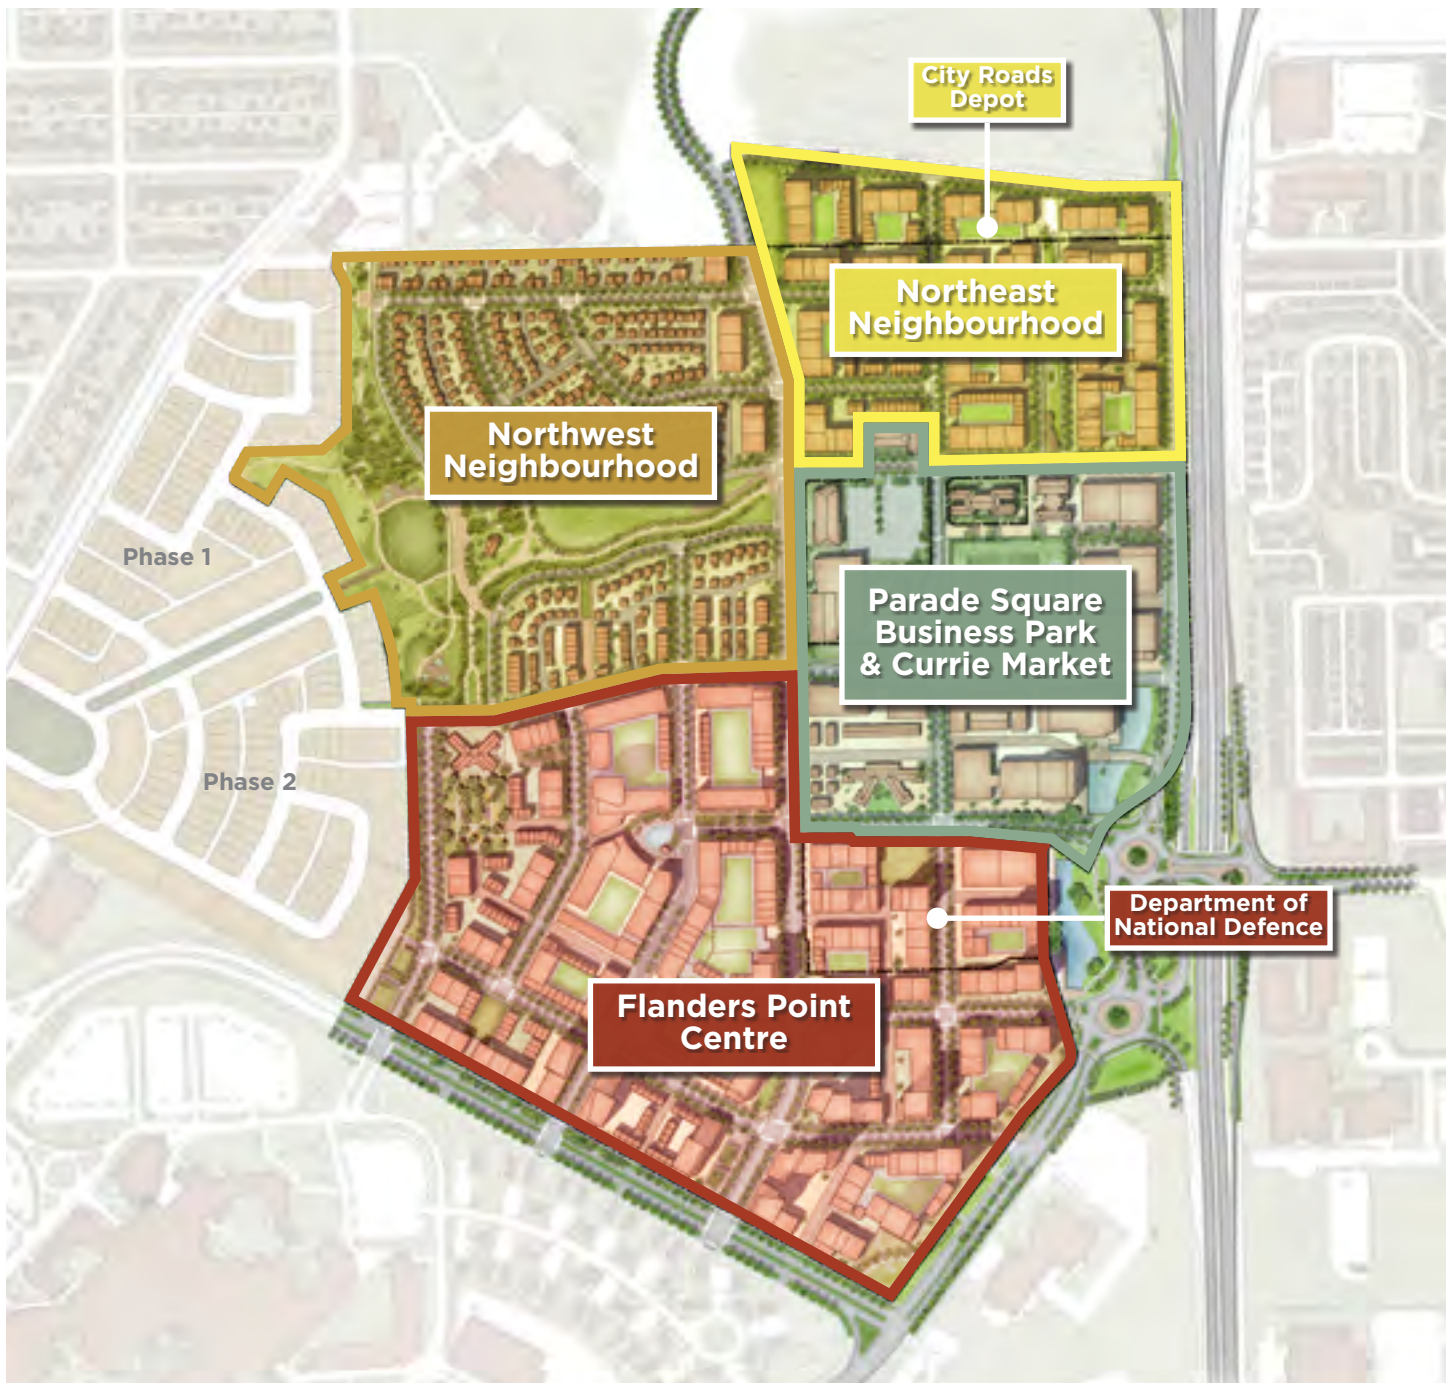 City Roads
Depot
Northeast
Neighbourhood
Northwest
Neighbourhood
Phase 1
Parade Square
Business Park
& Currie Market
Phase 2
Department of
National Defence
Flanders Point
Centre